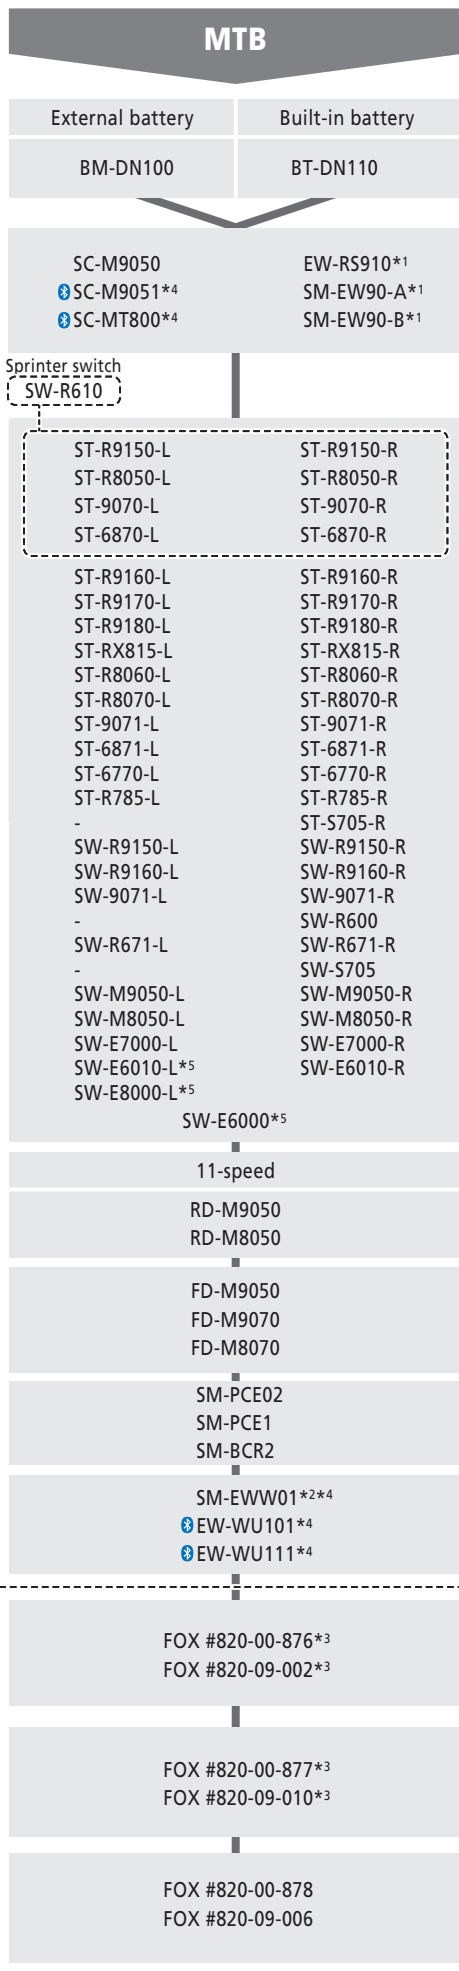 MTB
External battery Built-in battery
BM-DN100 BT-DN110
SC-M9050 EW-RS910*1
SC-M9051*4 SM-EW90-A*1
SC-MT800*4 SM-EW90-B*1
Sprinter switch
SW-R610
ST-R9150-L ST-R9150-R
ST-R8050-L ST-R8050-R
ST-9070-L ST-9070-R
ST-6870-L ST-6870-R
ST-R9160-L ST-R9160-R
ST-R9170-L ST-R9170-R
ST-R9180-L ST-R9180-R
ST-RX815-L ST-RX815-R
ST-R8060-L ST-R8060-R
ST-R8070-L ST-R8070-R
ST-9071-L ST-9071-R
ST-6871-L ST-6871-R
ST-6770-L ST-6770-R
ST-R785-L ST-R785-R
- ST-S705-R
SW-R9150-L SW-R9150-R
SW-R9160-L SW-R9160-R
SW-9071-L SW-9071-R
- SW-R600
SW-R671-L SW-R671-R
- SW-S705
SW-M9050-L SW-M9050-R
SW-M8050-L SW-M8050-R
SW-E7000-L SW-E7000-R
SW-E6010-L*5 SW-E6010-R
SW-E8000-L*5
SW-E6000*5
11-speed
RD-M9050
RD-M8050
FD-M9050
FD-M9070
FD-M8070
SM-PCE02
SM-PCE1
SM-BCR2
SM-EWW01*2*4
EW-WU101*4
EW-WU111*4
FOX #820-00-876*3
FOX #820-09-002*3
FOX #820-00-877*3
FOX #820-09-010*3
FOX #820-00-878
FOX #820-09-006